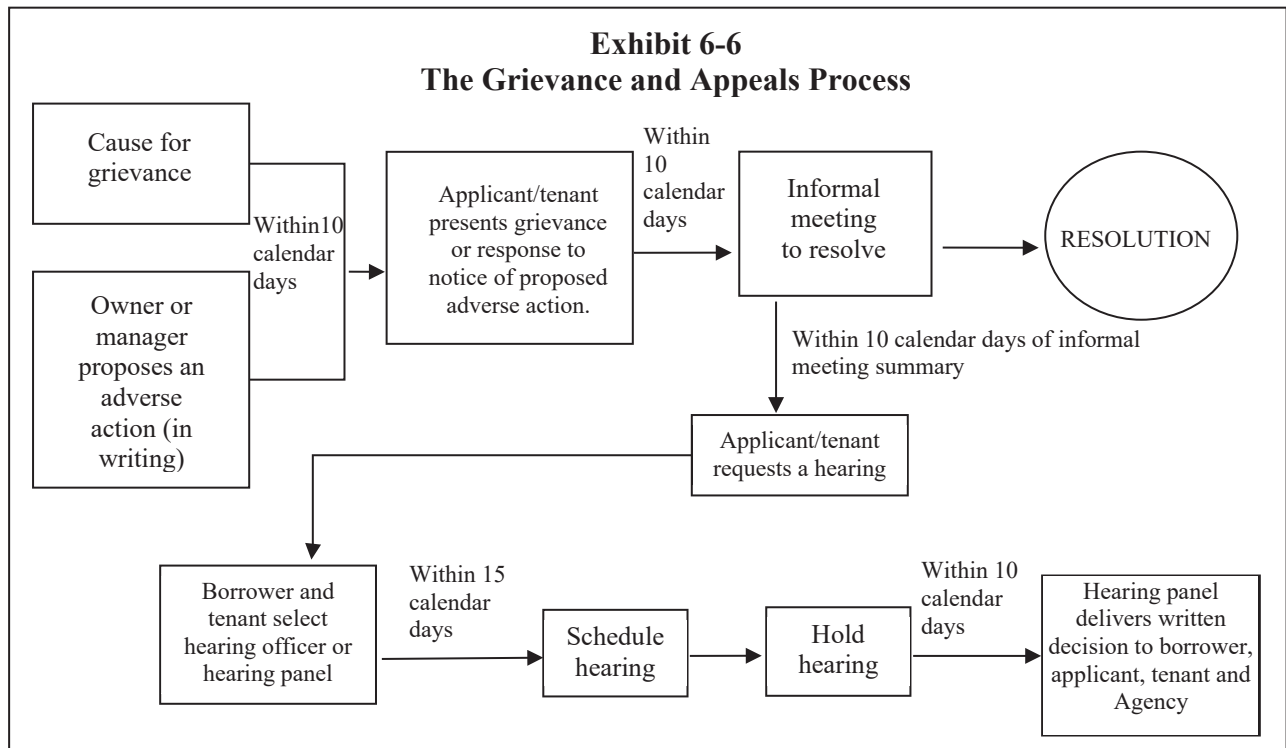 Exhibit 6-6
The Grievance and Appeals Process
Cause for
grievance
Owner or
manager
proposes an
adverse
action (in
writing)
Within10
calendar
days
Applicant/tenant
presents grievance
or response to
notice of proposed
adverse action.
Within
10
calendar
days
Informal
meeting
to resolve
RESOLUTION
Within 10 calendar days of informal
meeting summary
Applicant/tenant
requests a hearing
Borrower and
tenant select
hearing officer or
hearing panel
Within 15
calendar
days
Schedule
hearing
Hold
hearing
Within 10
calendar
days
Hearing panel
delivers written
decision to borrower,
applicant, tenant and
Agency